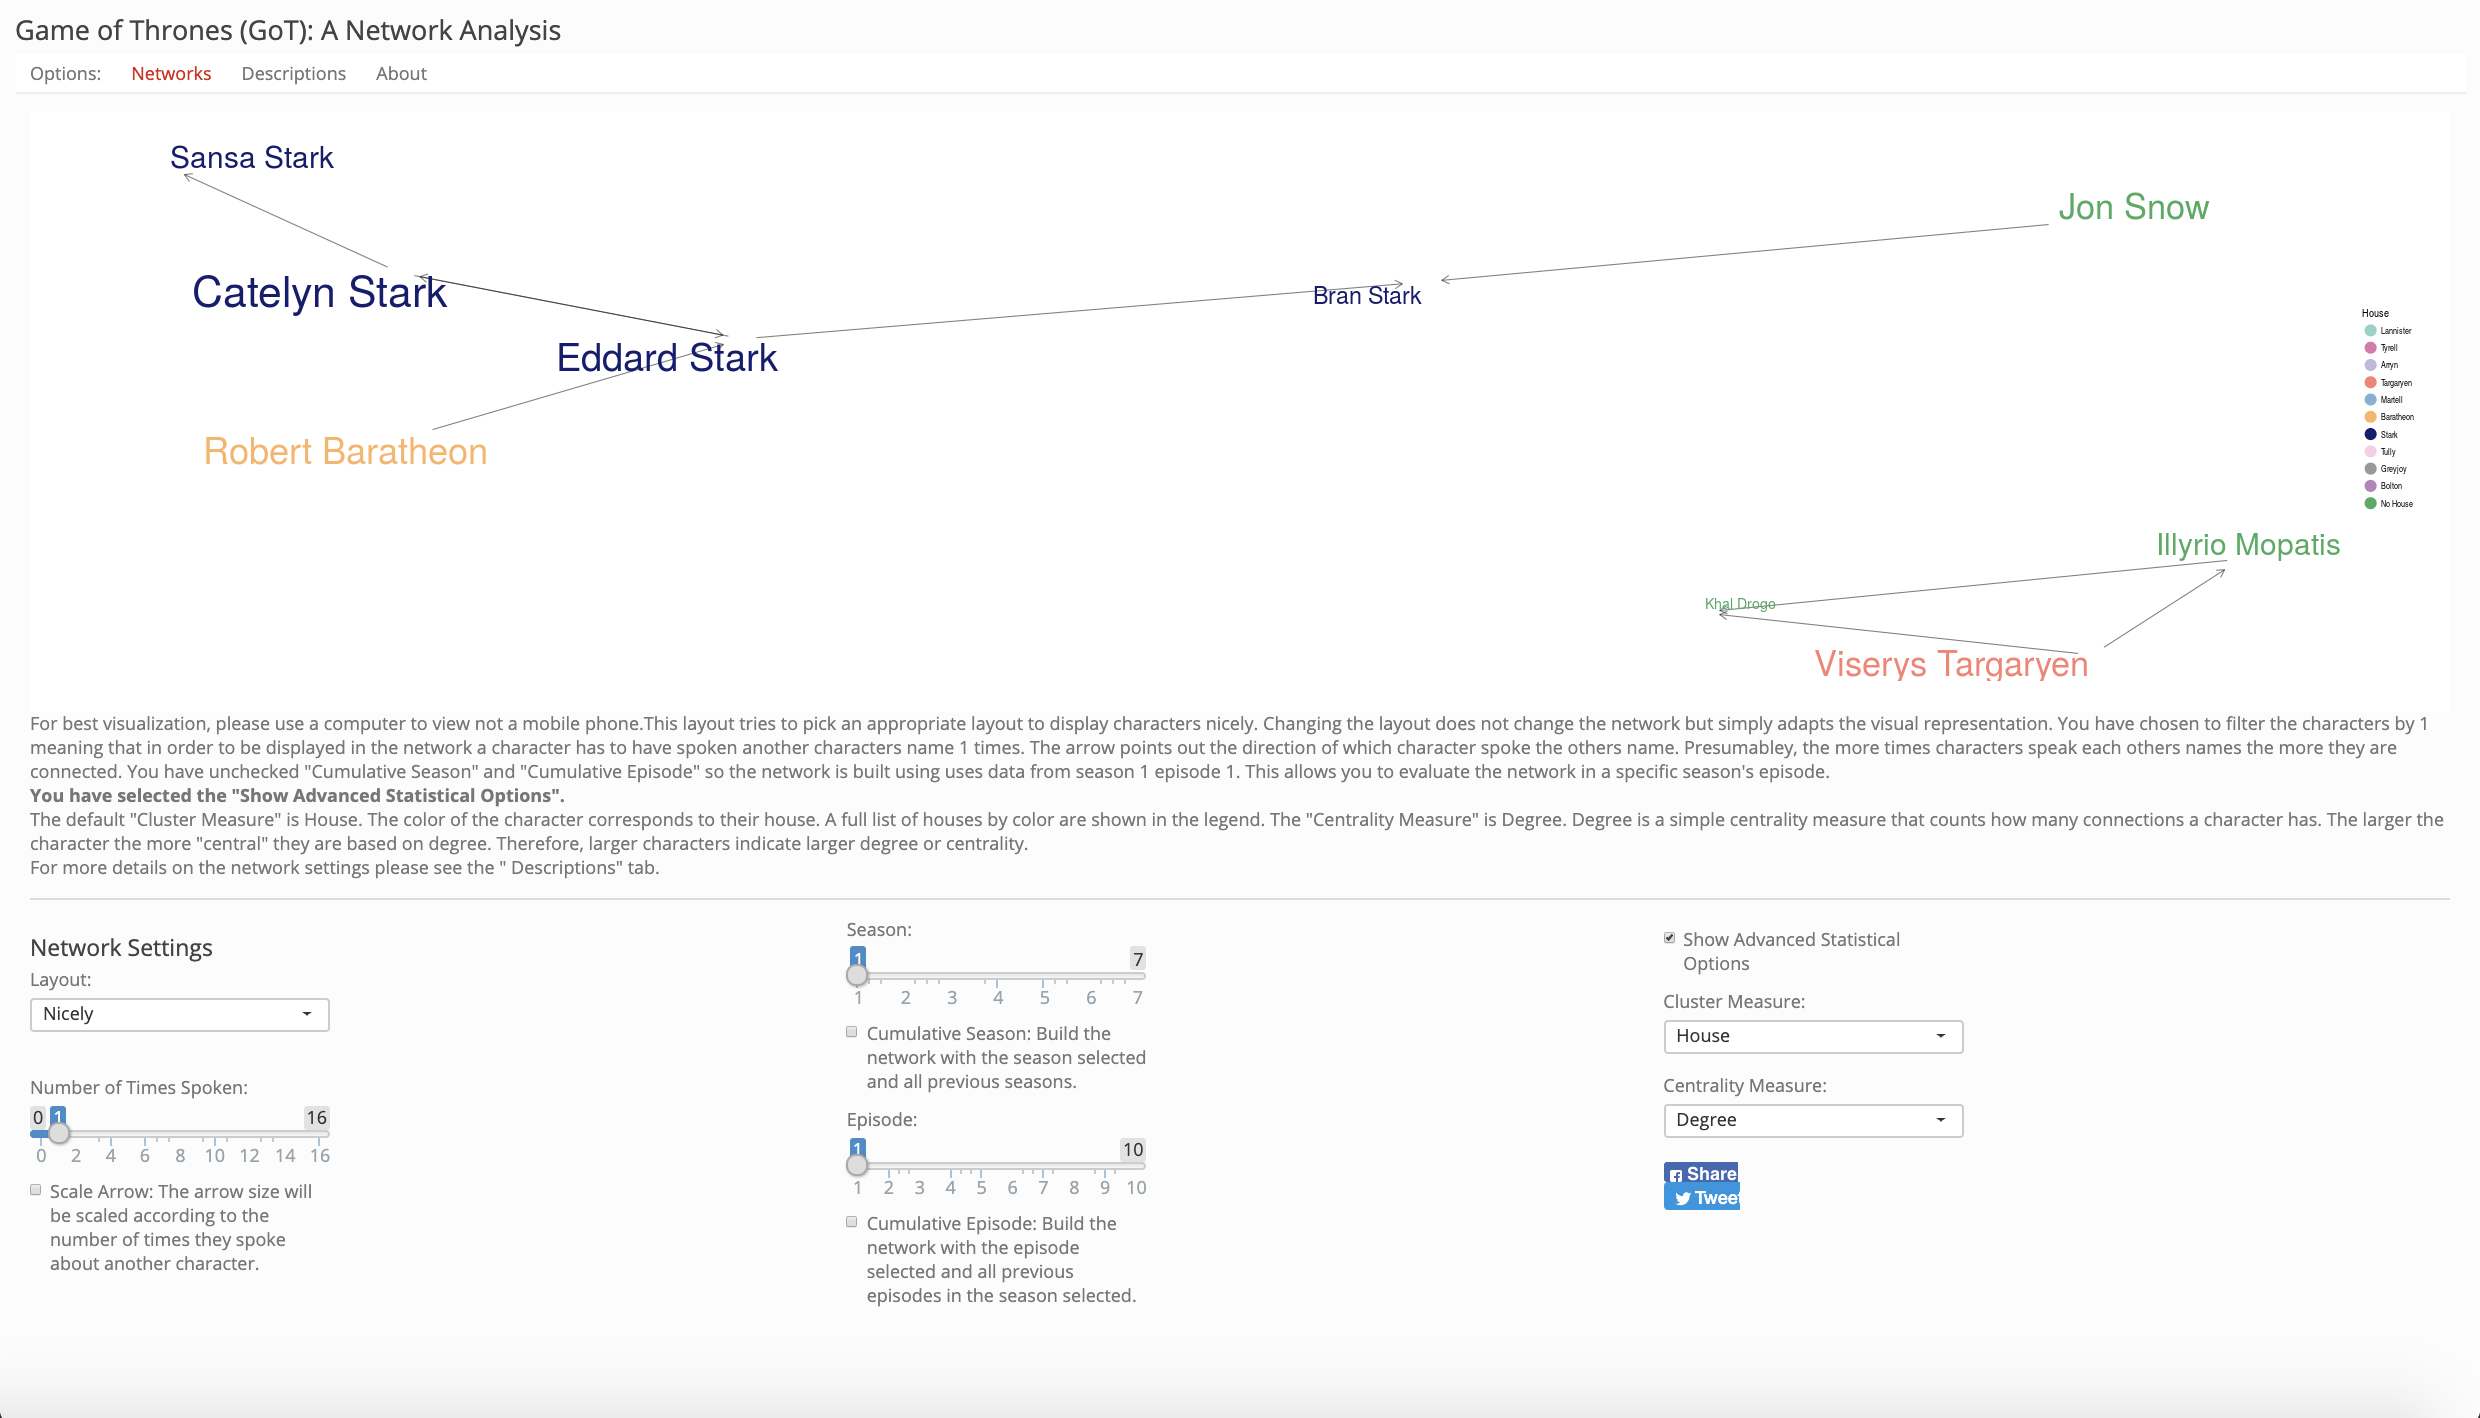 Game of Thrones (GoT): A Network Analysis
Options: Networks Descriptions About
Sansa Stark
Jon Snow
Catelyn Stark
Bran Stark
Eddard Stark
Robert Baratheon
House
Lannister
Tyrell
Arryn
Targaryen
Martell
Baratheon
Stark
Tully
Greyjoy
Bolton
No House
Illyrio Mopatis
Khal Drogo
Viserys Targaryen
For best visualization, please use a computer to view not a mobile phone.This layout tries to pick an appropriate layout to display characters nicely. Changing the layout does not change the network but simply adapts the visual representation. You have chosen to filter the characters by 1
meaning that in order to be displayed in the network a character has to have spoken another characters name 1 times. The arrow points out the direction of which character spoke the others name. Presumabley, the more times characters speak each others names the more they are
connected. You have unchecked "Cumulative Season" and "Cumulative Episode" so the network is built using uses data from season 1 episode 1. This allows you to evaluate the network in a specific season's episode.
You have selected the "Show Advanced Statistical Options".
The default "Cluster Measure" is House. The color of the character corresponds to their house. A full list of houses by color are shown in the legend. The "Centrality Measure" is Degree. Degree is a simple centrality measure that counts how many connections a character has. The larger the
character the more "central" they are based on degree. Therefore, larger characters indicate larger degree or centrality.
For more details on the network settings please see the " Descriptions" tab.
Network Settings
Layout:
Nicely
Number of Times Spoken:
0 1 16
0 2 4 6 8 10 12 14 16
Scale Arrow: The arrow size will
be scaled according to the
number of times they spoke
about another character.
Season:
1 7
1 2 3 4 5 6 7
Cumulative Season: Build the
network with the season selected
and all previous seasons.
Episode:
1 10
1 2 3 4 5 6 7 8 9 10
Cumulative Episode: Build the
network with the episode
selected and all previous
episodes in the season selected.
Show Advanced Statistical
Options
Cluster Measure:
House
Centrality Measure:
Degree
Share
Tweet